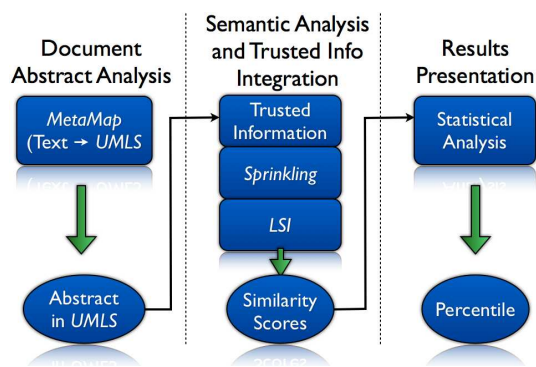 Document
Abstract Analysis
MetaMap
(Text → UMLS
Abstract
in UMLS
Semantic Analysis
and Trusted Info
Integration
Trusted
Information
Sprinkling
LSI
Similarity
Scores
Results
Presentation
Statistical
Analysis
Percentile